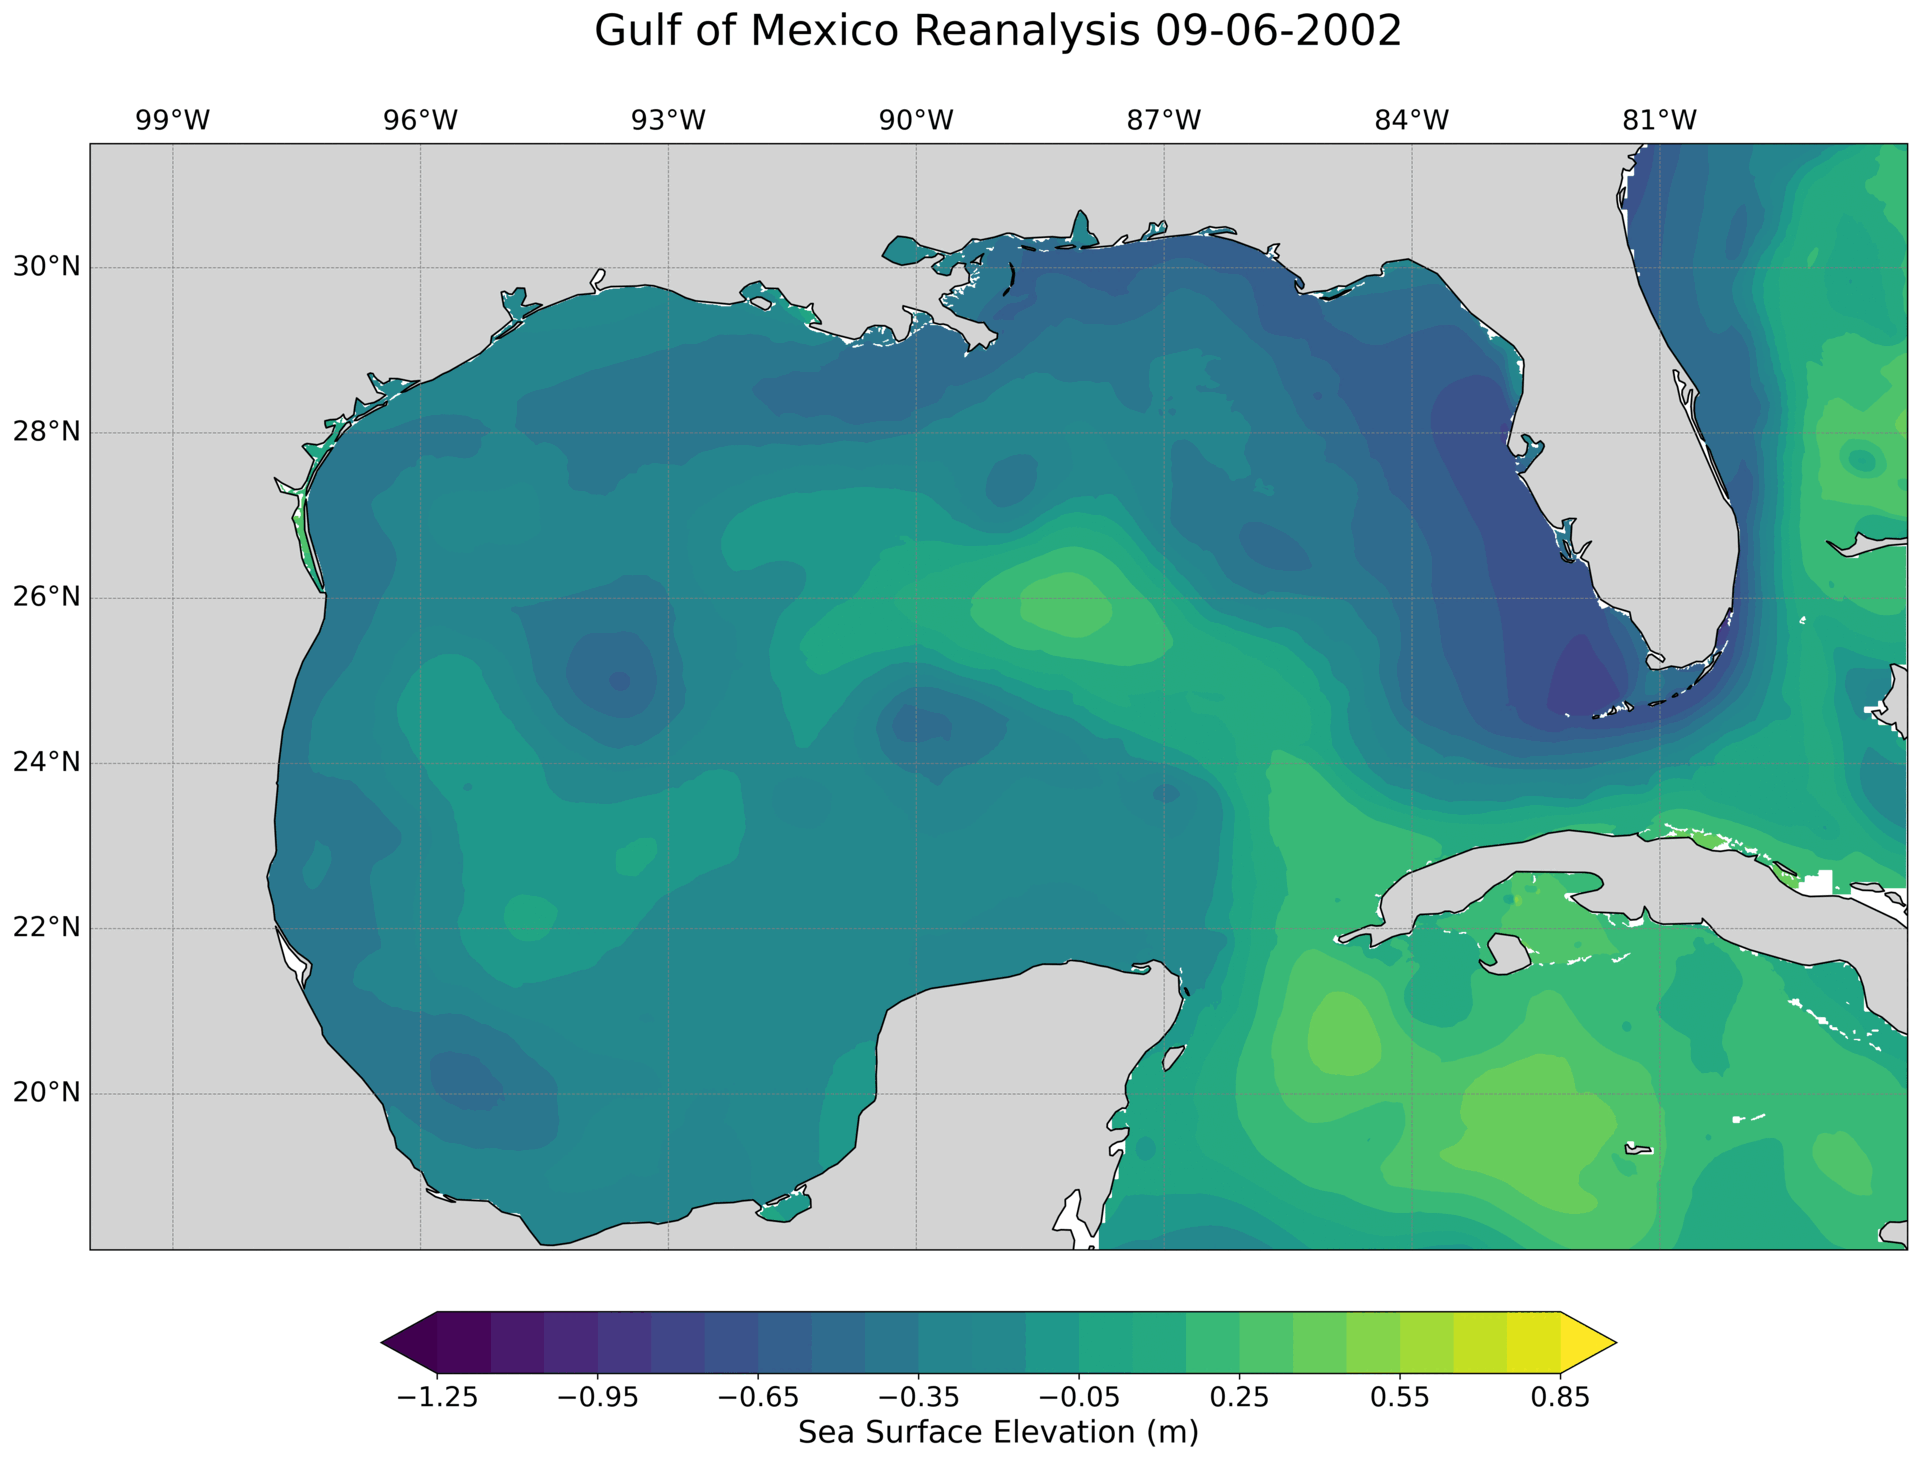 Gulf of Mexico Reanalysis 09-06-2002
99°W 96°W 93°W 90°W 87°W 84°W 81°W
30°N
28°N
26°N
24°N
22°N
20°N
−1.25 −0.95 −0.65 −0.35 −0.05 0.25 0.55 0.85
Sea Surface Elevation (m)